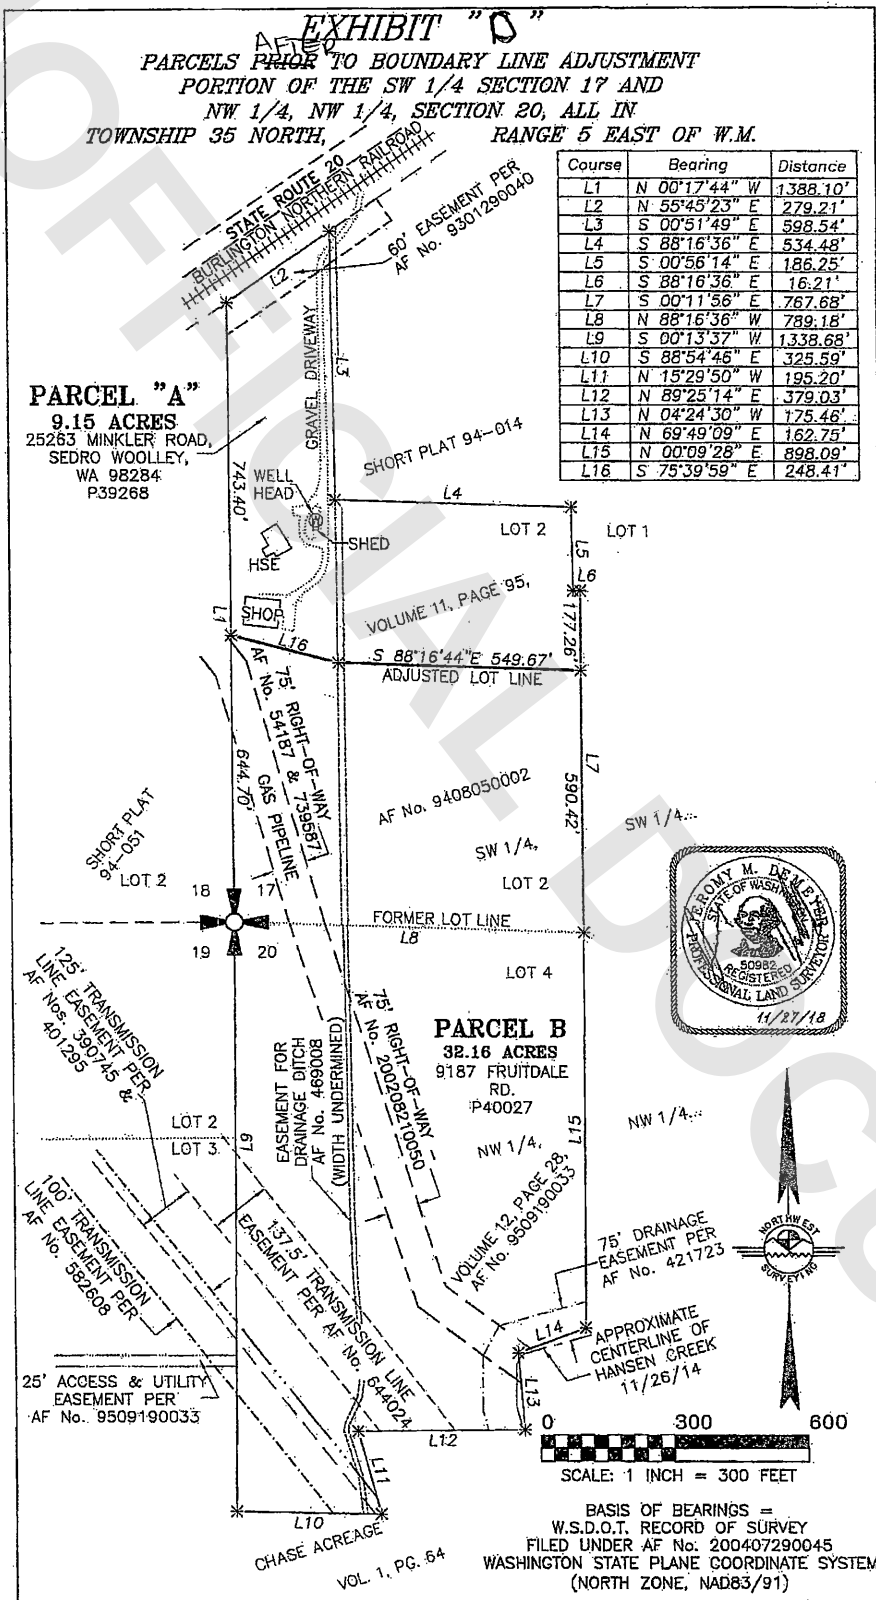 EXHIBIT "D"
AFTER
PARCELS PRIOR TO BOUNDARY LINE ADJUSTMENT
PORTION OF THE SW 1/4 SECTION 17 AND
NW 1/4, NW 1/4, SECTION 20, ALL IN
TOWNSHIP 35 NORTH, RANGE 5 EAST OF W.M.
Course Bearing Distance
L1 N 00°17'44" W 1388.10'
L2 N 55°45'23" E 279.21'
L3 S 00°51'49" E 598.54'
L4 S 88°16'36" E 534.48'
L5 S 00°56'14" E 186.25'
L6 S 88°16'36" E 16.21'
L7 S 00°11'56" E 767.68'
L8 N 88°16'36" W 789.18'
L9 S 00°13'37" W 1338.68'
L10 S 88°54'46" E 325.59'
L11 N 15°29'50" W 195.20'
L12 N 89°25'14" E 379.03'
L13 N 04°24'30" W 175.46'
L14 N 69°49'09" E 162.75'
L15 N 00°09'28" E 898.09'
L16 S 75°39'59" E 248.41'
STATE ROUTE 20
BURLINGTON NORTHERN RAILROAD
60' EASEMENT PER
AF No. 9301290040
L2
GRAVEL DRIVEWAY
L3
PARCEL "A"
9.15 ACRES
25263 MINKLER ROAD,
SEDRO WOOLLEY,
WA 98284
P39268
743.40'
SHORT PLAT 94-014
WELL
HEAD
L4
LOT 2
LOT 1
SHED
HSE
L5
L6
SHOP
L1
L16
VOLUME 11, PAGE 95,
177.26'
S 88°16'44"E 549.67'
ADJUSTED LOT LINE
75' RIGHT-OF-WAY
AF No. 54187 & 739587
GAS PIPELINE
644.70'
L7
590.42'
AF No. 9408050002
SW 1/4,
SW 1/4,
SHORT PLAT
94-051
LOT 2
LOT 2
18 17
FORMER LOT LINE
L8
19 20
LOT 4
JEROMY M. DEMEYER
STATE OF WASHINGTON
50982
REGISTERED
PROFESSIONAL LAND SURVEYOR
11/27/18
125' TRANSMISSION
LINE EASEMENT PER
AF Nos. 390745 &
401295
EASEMENT FOR
DRAINAGE DITCH
AF No. 469008
(WIDTH UNDERMINED)
75' RIGHT-OF-WAY
AF No. 200208210050
PARCEL B
32.16 ACRES
9187 FRUITDALE
RD.
P40027
L15
NW 1/4,
NW 1/4,
LOT 2
LOT 3
L9
100' TRANSMISSION
LINE EASEMENT PER
AF No. 582608
137.5' TRANSMISSION LINE
EASEMENT PER AF No. 644024
VOLUME 12, PAGE 28,
AF No. 9509190033
75' DRAINAGE
EASEMENT PER
AF No. 421723
NORTHWEST
SURVEYING
L14
APPROXIMATE
CENTERLINE OF
HANSEN CREEK
11/26/14
25' ACCESS & UTILITY
EASEMENT PER
AF No. 9509190033
L13
L12
L11
L10
0 300 600
SCALE: 1 INCH = 300 FEET
CHASE ACREAGE
VOL. 1, PG. 64
BASIS OF BEARINGS =
W.S.D.O.T. RECORD OF SURVEY
FILED UNDER AF No: 200407290045
WASHINGTON STATE PLANE COORDINATE SYSTEM
(NORTH ZONE, NAD83/91)